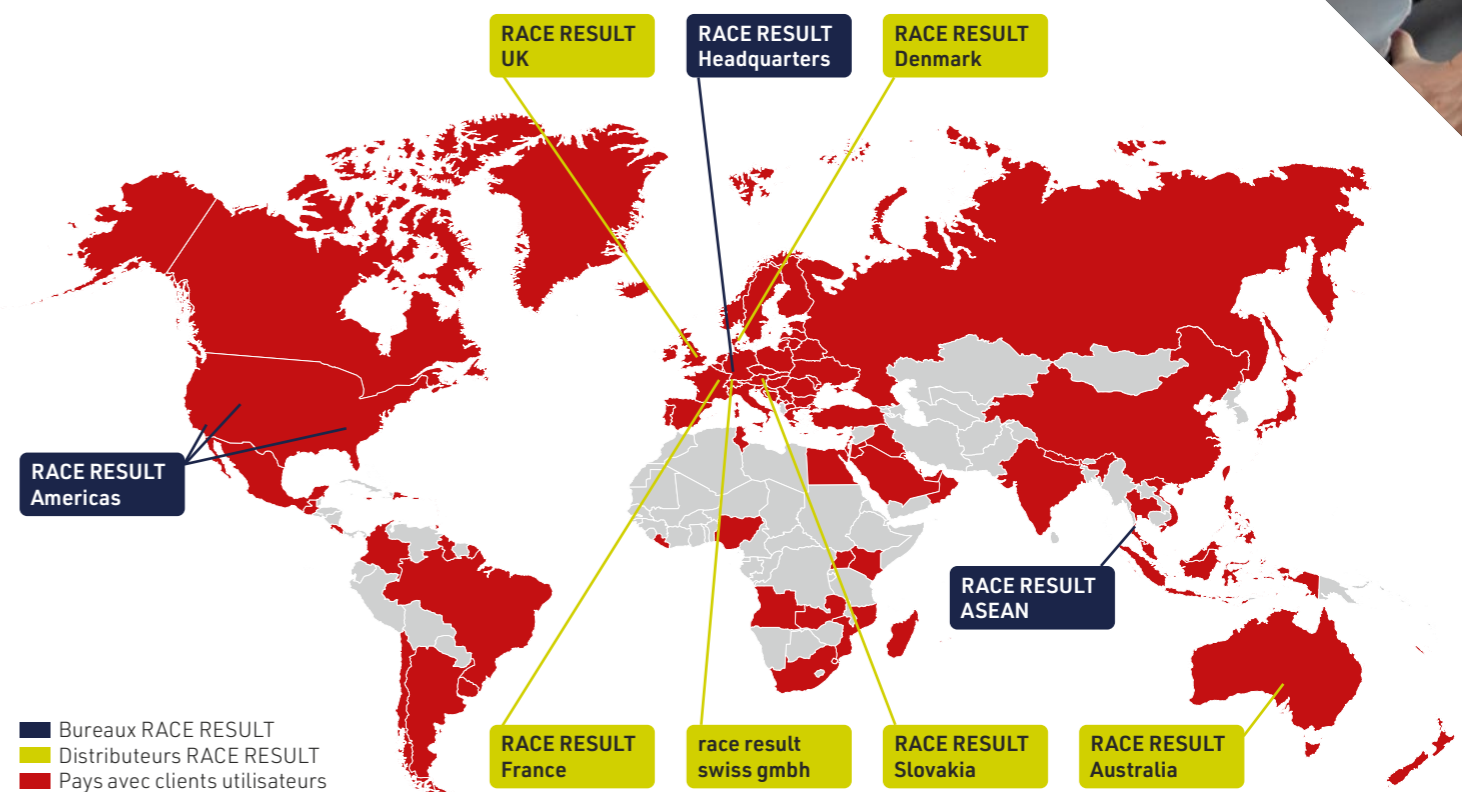 RACE RESULT
UK
RACE RESULT
Headquarters
RACE RESULT
Denmark
RACE RESULT
Americas
RACE RESULT
ASEAN
RACE RESULT
France
race result
swiss gmbh
RACE RESULT
Slovakia
RACE RESULT
Australia
Bureaux RACE RESULT
Distributeurs RACE RESULT
Pays avec clients utilisateurs